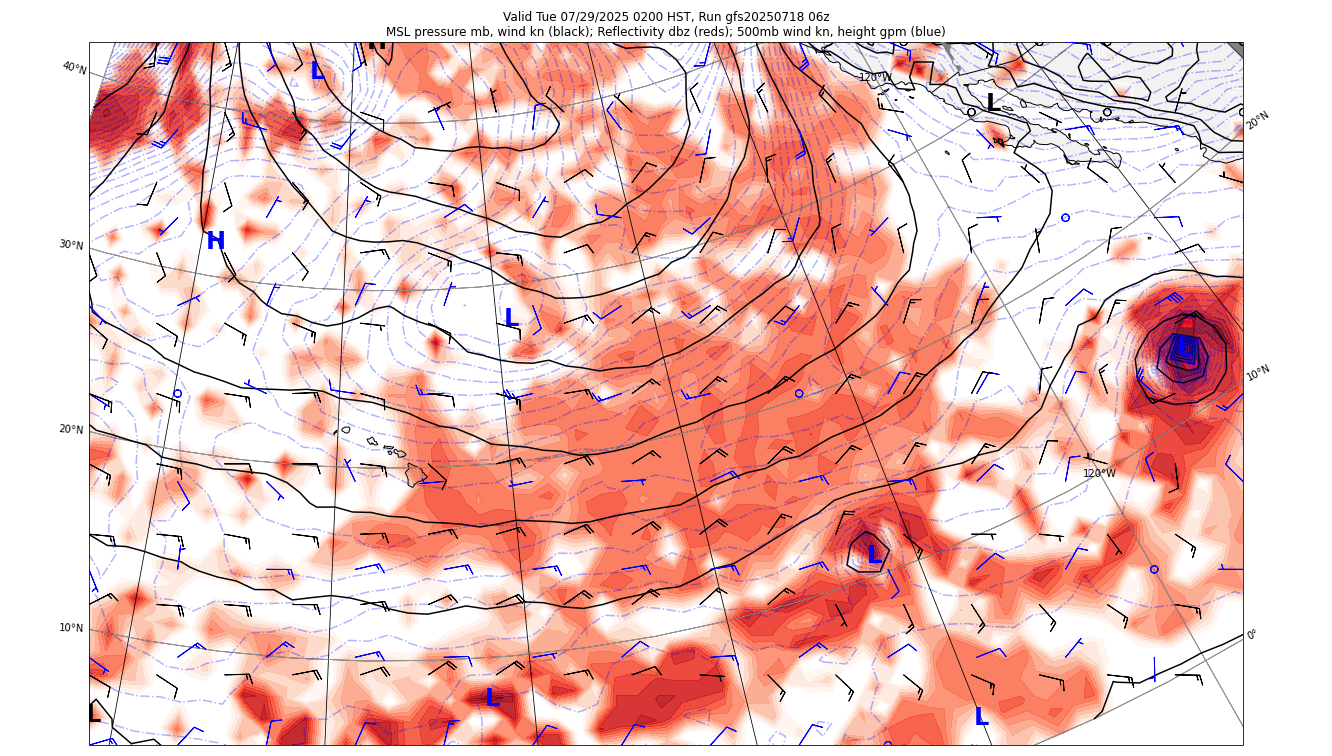 Valid Tue 07/29/2025 0200 HST, Run gfs20250718 06z
MSL pressure mb, wind kn (black); Reflectivity dbz (reds); 500mb wind kn, height gpm (blue)
H
40°N
L
120°W
L
20°N
30°N
H
L
L
10°N
20°N
120°W
L
10°N
0°
L
L
L